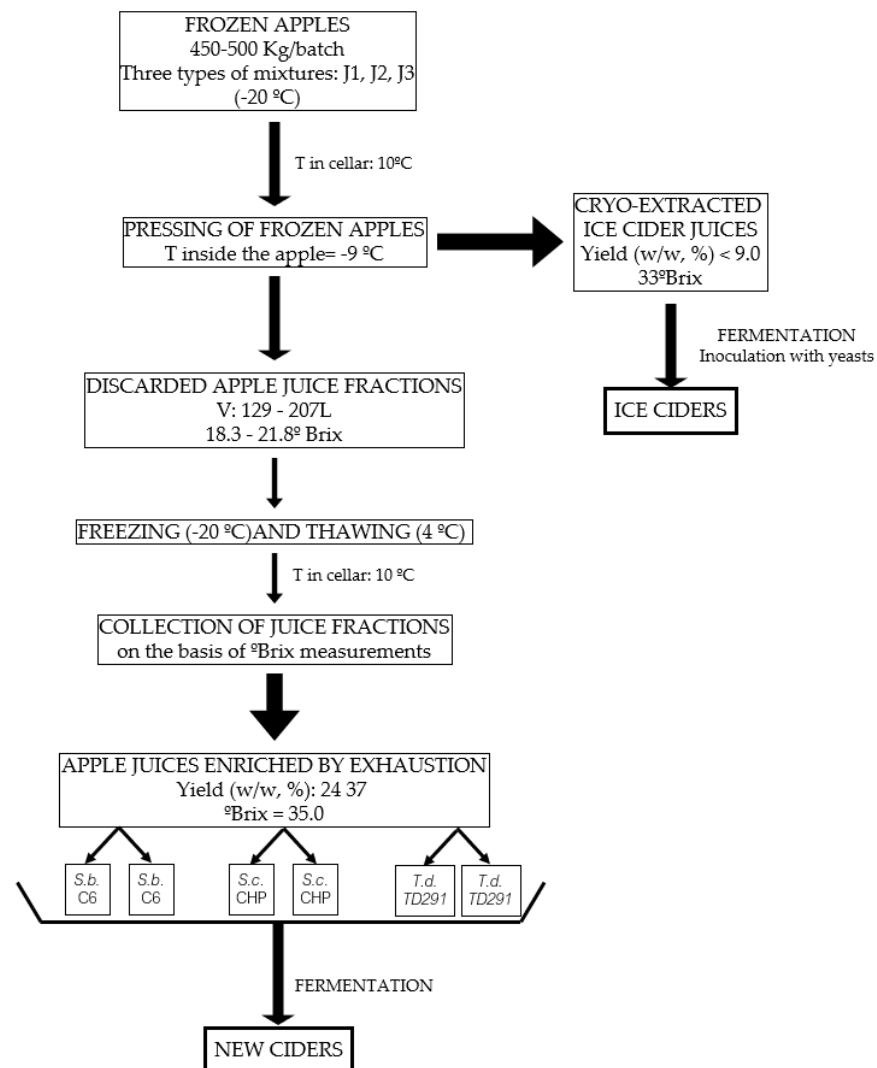 FROZEN APPLES
450-500 Kg/batch
Three types of mixtures: J1, J2, J3
(-20 ºC)
T in cellar: 10ºC
PRESSING OF FROZEN APPLES
T inside the apple= -9 ºC
CRYO-EXTRACTED
ICE CIDER JUICES
Yield (w/w, %) < 9.0
33ºBrix
FERMENTATION
Inoculation with yeasts
ICE CIDERS
DISCARDED APPLE JUICE FRACTIONS
V: 129 - 207L
18.3 - 21.8º Brix
FREEZING (-20 ºC)AND THAWING (4 ºC)
T in cellar: 10 ºC
COLLECTION OF JUICE FRACTIONS
on the basis of ºBrix measurements
APPLE JUICES ENRICHED BY EXHAUSTION
Yield (w/w, %): 24 37
ºBrix = 35.0
S.b. C6
S.b. C6
S.c. CHP
S.c. CHP
T.d. TD291
T.d. TD291
FERMENTATION
NEW CIDERS